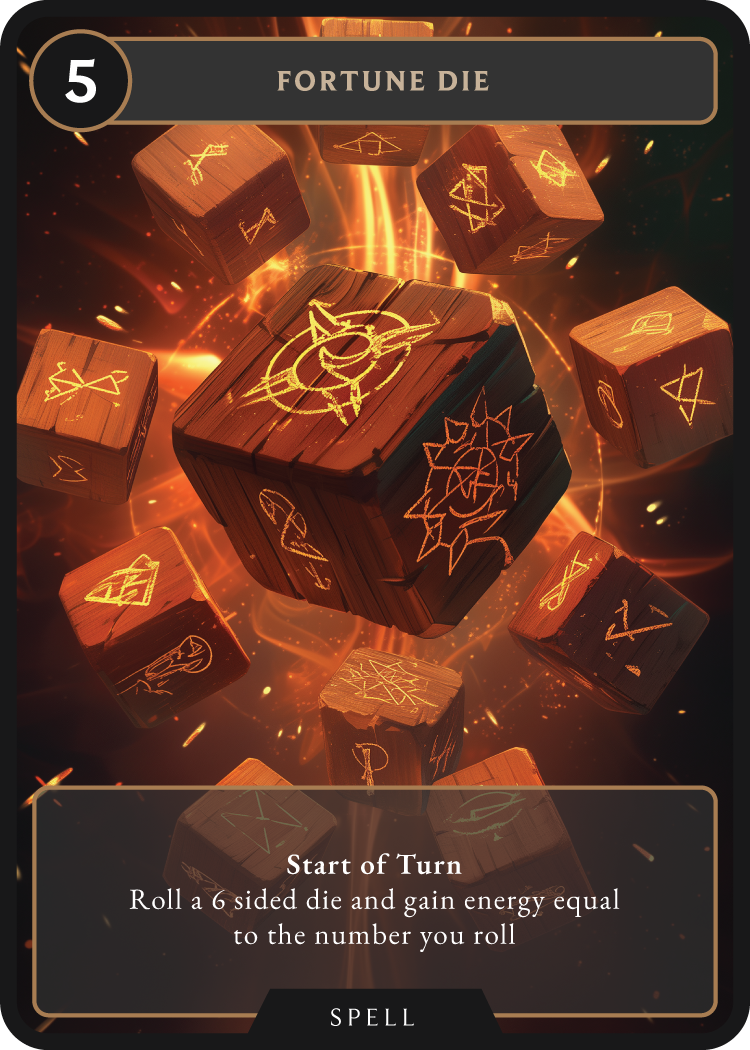 5
FORTUNE DIE
Start of Turn
Roll a 6 sided die and gain energy equal
to the number you roll
SPELL